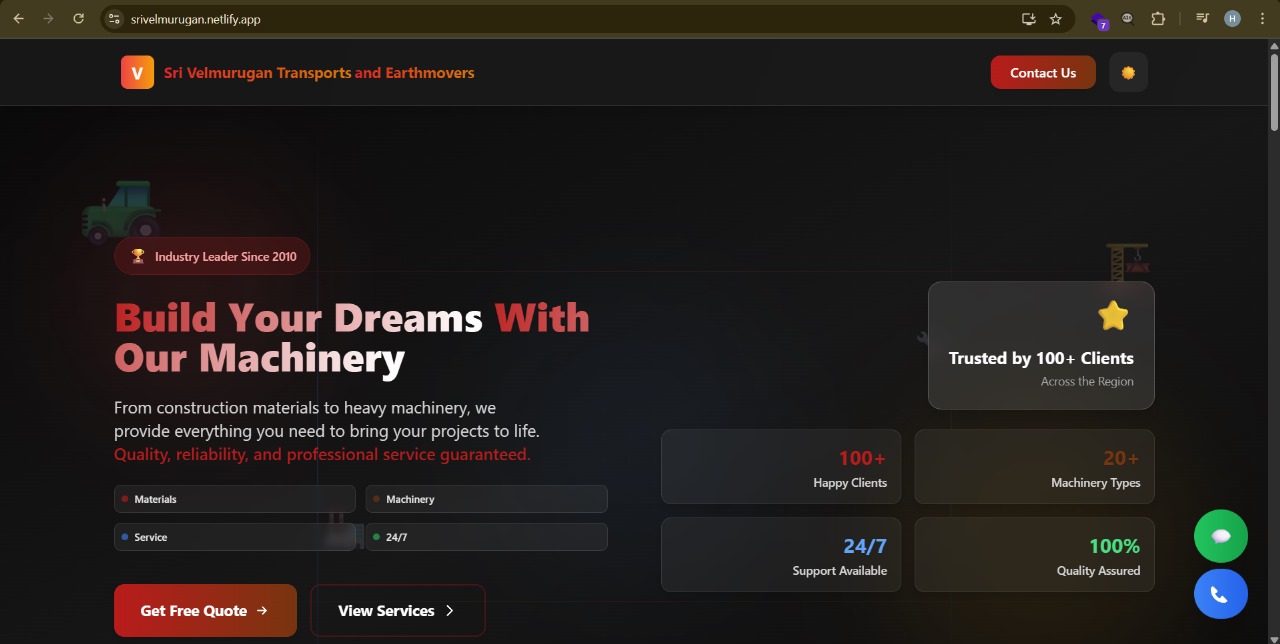 srivelmurugan.netlify.app
7
H
V
Sri Velmurugan Transports and Earthmovers
Contact Us
Industry Leader Since 2010
Build Your Dreams With
Our Machinery
From construction materials to heavy machinery, we
provide everything you need to bring your projects to life.
Quality, reliability, and professional service guaranteed.
Materials
Machinery
Service
24/7
Get Free Quote →
View Services
Trusted by 100+ Clients
Across the Region
100+
Happy Clients
20+
Machinery Types
24/7
Support Available
100%
Quality Assured